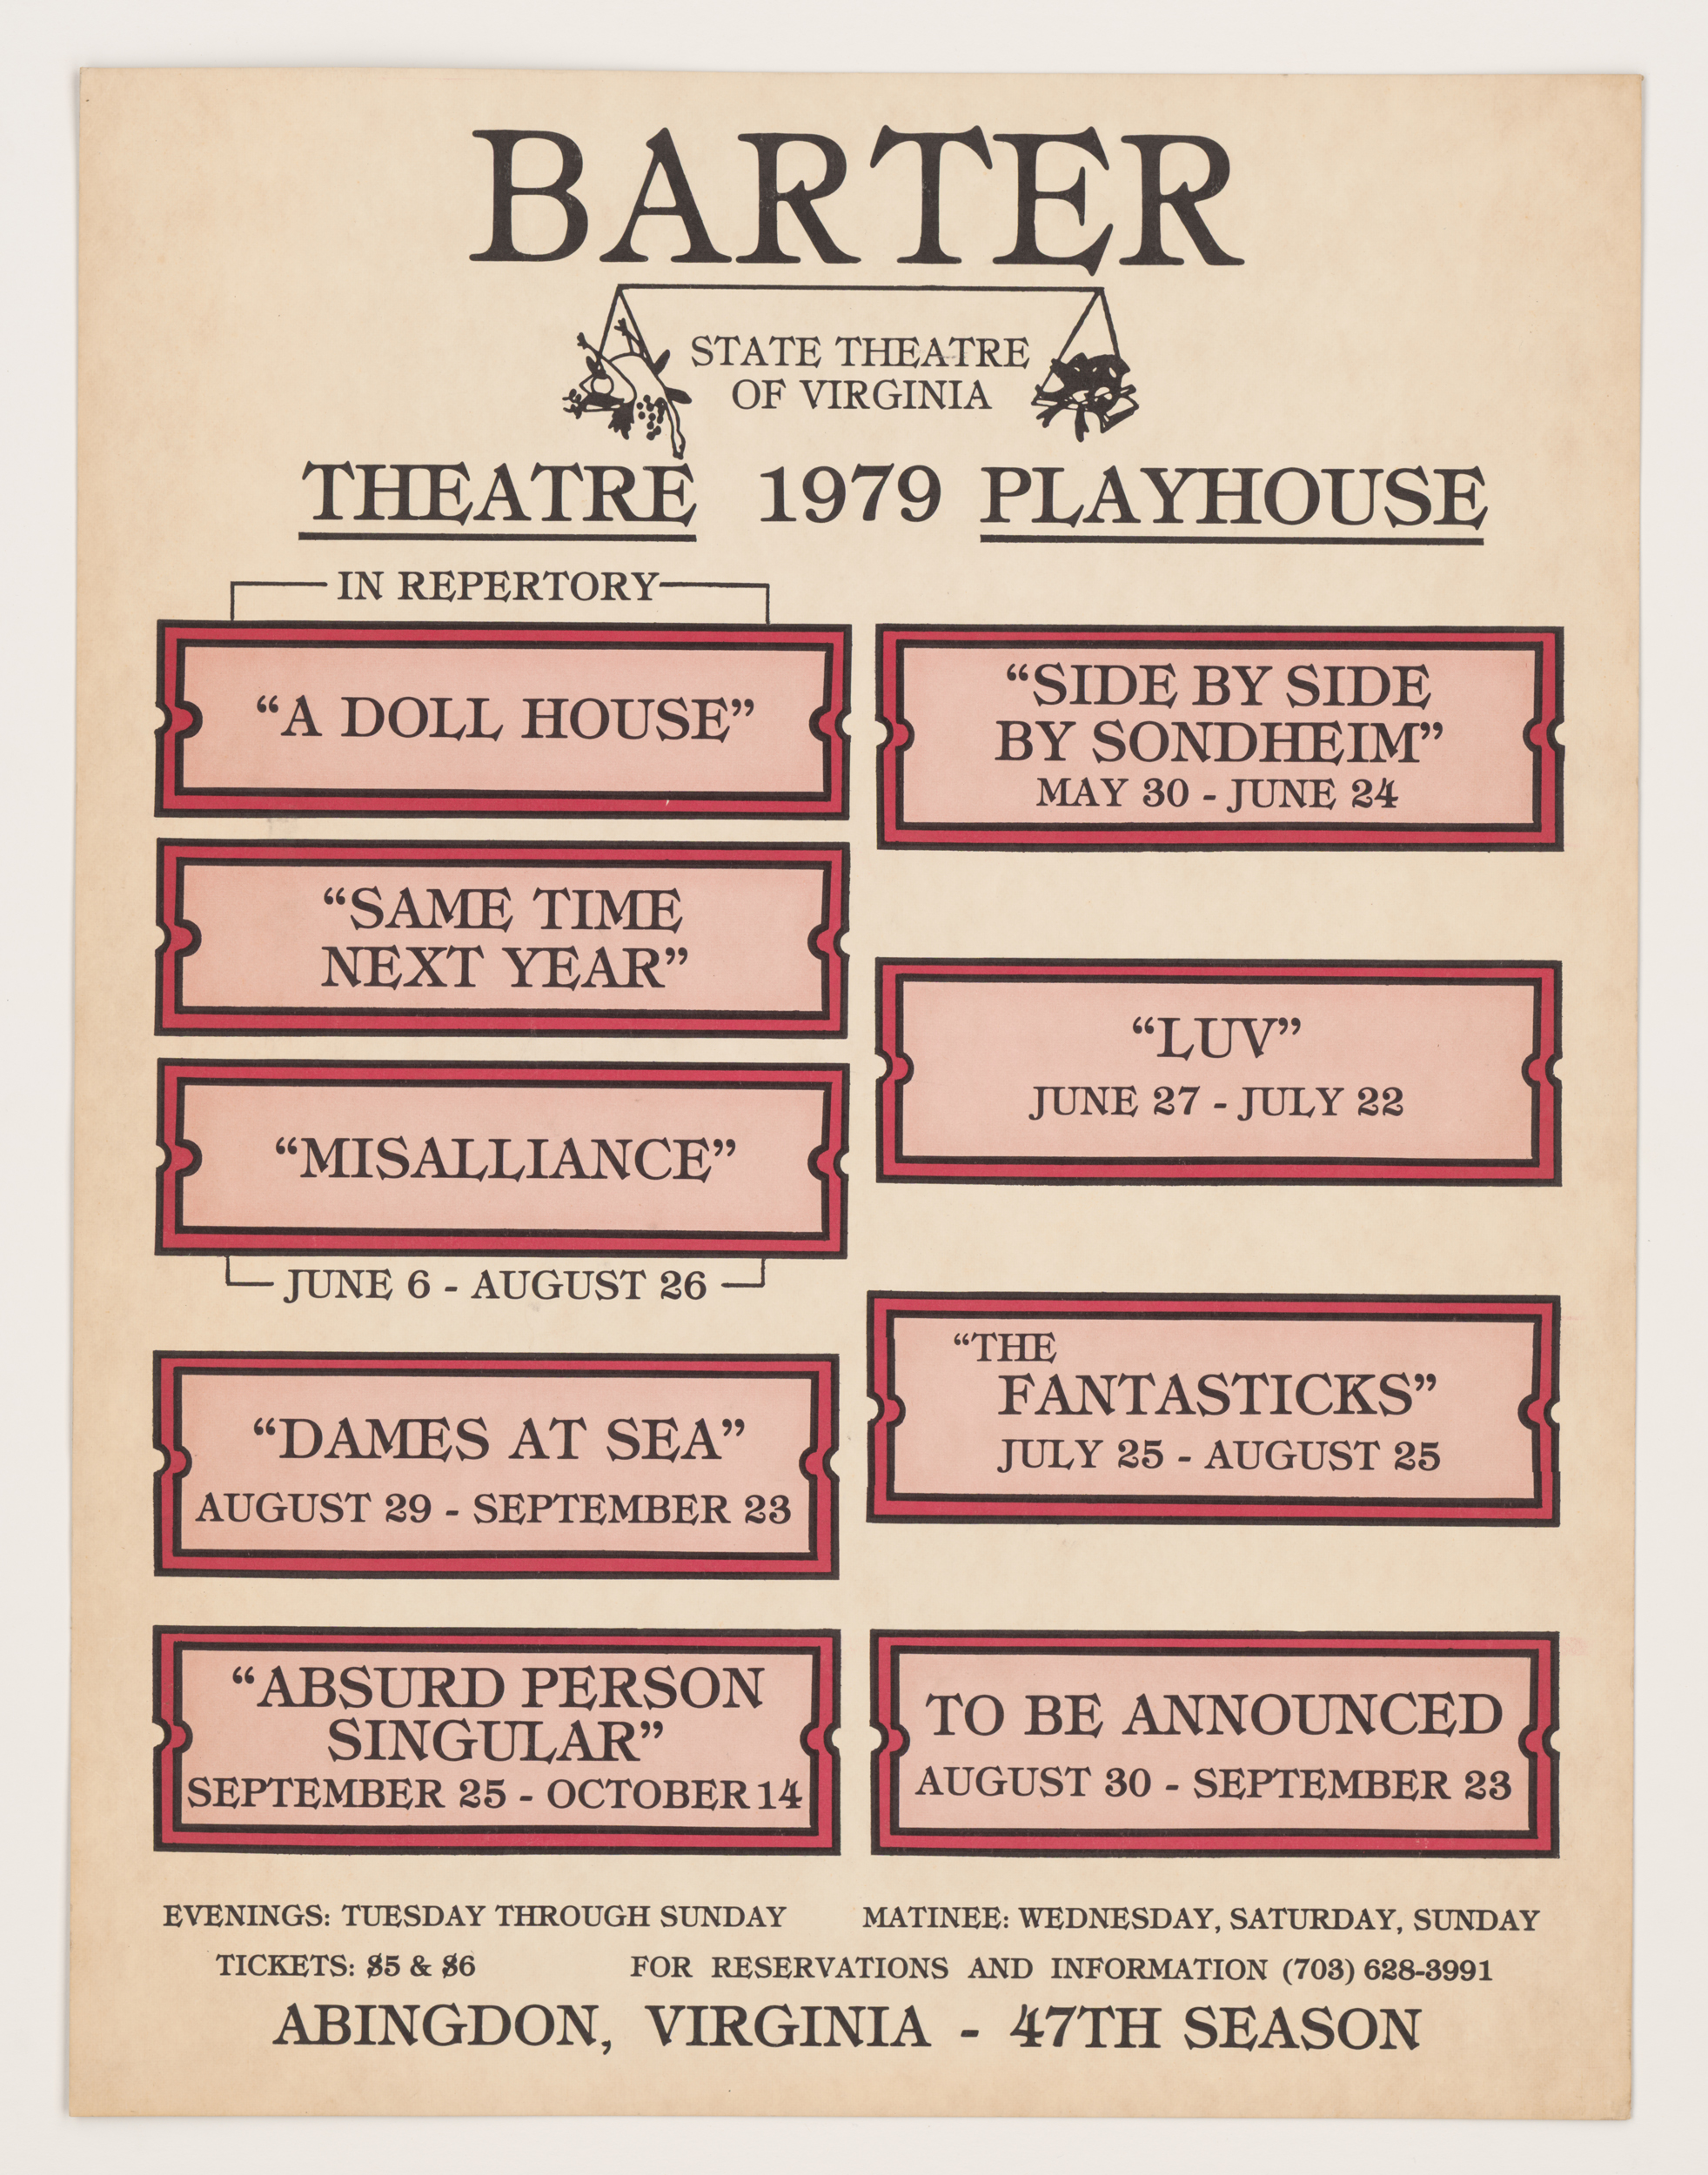 BARTER
STATE THEATRE
OF VIRGINIA
THEATRE 1979 PLAYHOUSE
IN REPERTORY
“A DOLL HOUSE”
“SAME TIME
NEXT YEAR”
“MISALLIANCE”
JUNE 6 - AUGUST 26
“DAMES AT SEA”
AUGUST 29 - SEPTEMBER 23
“ABSURD PERSON
SINGULAR”
SEPTEMBER 25 - OCTOBER 14
“SIDE BY SIDE
BY SONDHEIM”
MAY 30 - JUNE 24
“LUV”
JUNE 27 - JULY 22
“THE
FANTASTICKS”
JULY 25 - AUGUST 25
TO BE ANNOUNCED
AUGUST 30 - SEPTEMBER 23
EVENINGS: TUESDAY THROUGH SUNDAY MATINEE: WEDNESDAY, SATURDAY, SUNDAY
TICKETS: $5 & $6 FOR RESERVATIONS AND INFORMATION (703) 628-3991
ABINGDON, VIRGINIA - 47TH SEASON